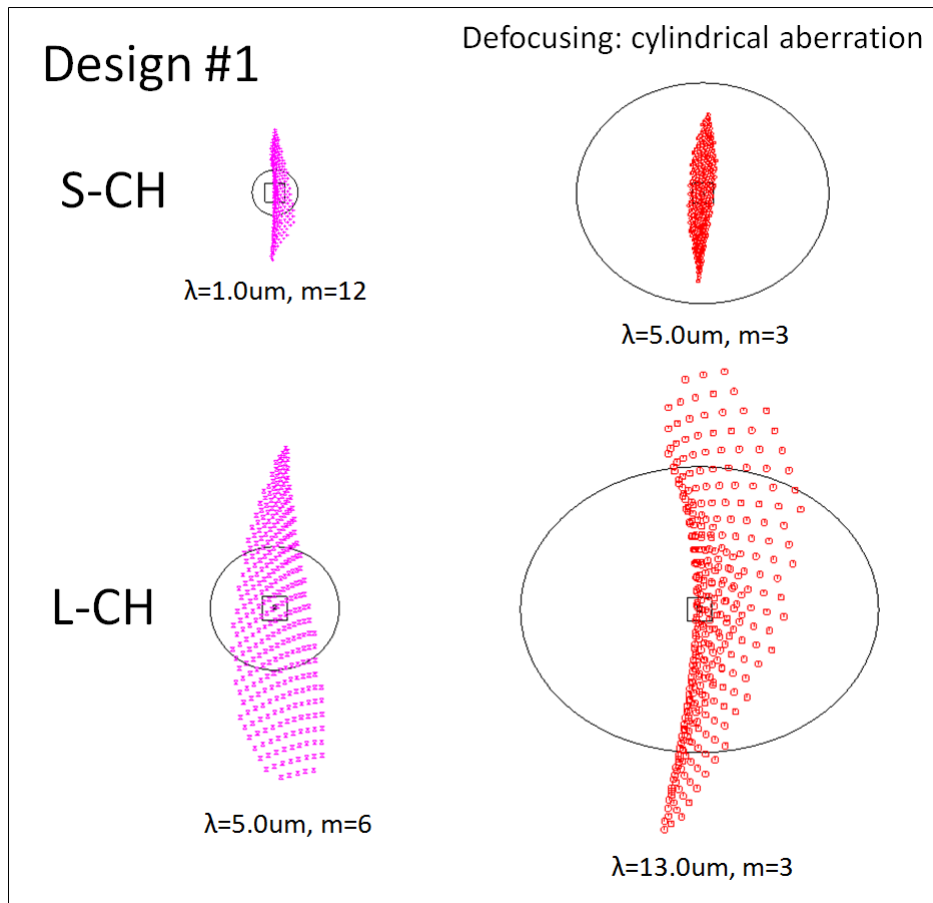 Defocusing: cylindrical aberration
Design #1
S-CH
λ=1.0um, m=12
λ=5.0um, m=3
L-CH
λ=5.0um, m=6
λ=13.0um, m=3